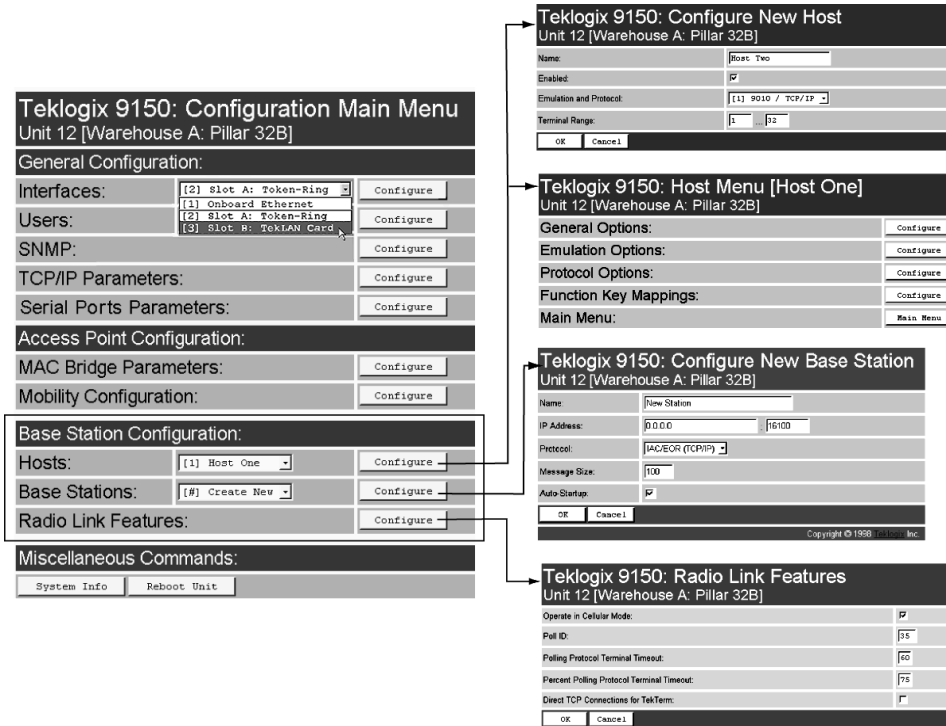 Teklogix 9150: Configuration Main Menu
Unit 12 [Warehouse A: Pillar 32B]
General Configuration:
Interfaces: [2] Slot A: Token-Ring Configure
[1] Onboard Ethernet
[2] Slot A: Token-Ring
[3] Slot B: TekLAN Card
Users: Configure
SNMP: Configure
TCP/IP Parameters: Configure
Serial Ports Parameters: Configure
Access Point Configuration:
MAC Bridge Parameters: Configure
Mobility Configuration: Configure
Base Station Configuration:
Hosts: [1] Host One Configure
Base Stations: [#] Create New Configure
Radio Link Features: Configure
Miscellaneous Commands:
System Info Reboot Unit
Teklogix 9150: Configure New Host
Unit 12 [Warehouse A: Pillar 32B]
Name: Host Two
Enabled:
Emulation and Protocol: [1] 9010 / TCP/IP
Terminal Range: 1 ... 32
OK Cancel
Teklogix 9150: Host Menu [Host One]
Unit 12 [Warehouse A: Pillar 32B]
General Options: Configure
Emulation Options: Configure
Protocol Options: Configure
Function Key Mappings: Configure
Main Menu: Main Menu
Teklogix 9150: Configure New Base Station
Unit 12 [Warehouse A: Pillar 32B]
Name: New Station
IP Address: 0.0.0.0 : 16100
Protocol: IAC/EOR (TCP/IP)
Message Size: 100
Auto-Startup:
OK Cancel
Copyright © 1998 Teklogix Inc.
Teklogix 9150: Radio Link Features
Unit 12 [Warehouse A: Pillar 32B]
Operate in Cellular Mode:
Poll ID: 35
Polling Protocol Terminal Timeout: 60
Percent Polling Protocol Terminal Timeout: 75
Direct TCP Connections for TekTerm:
OK Cancel